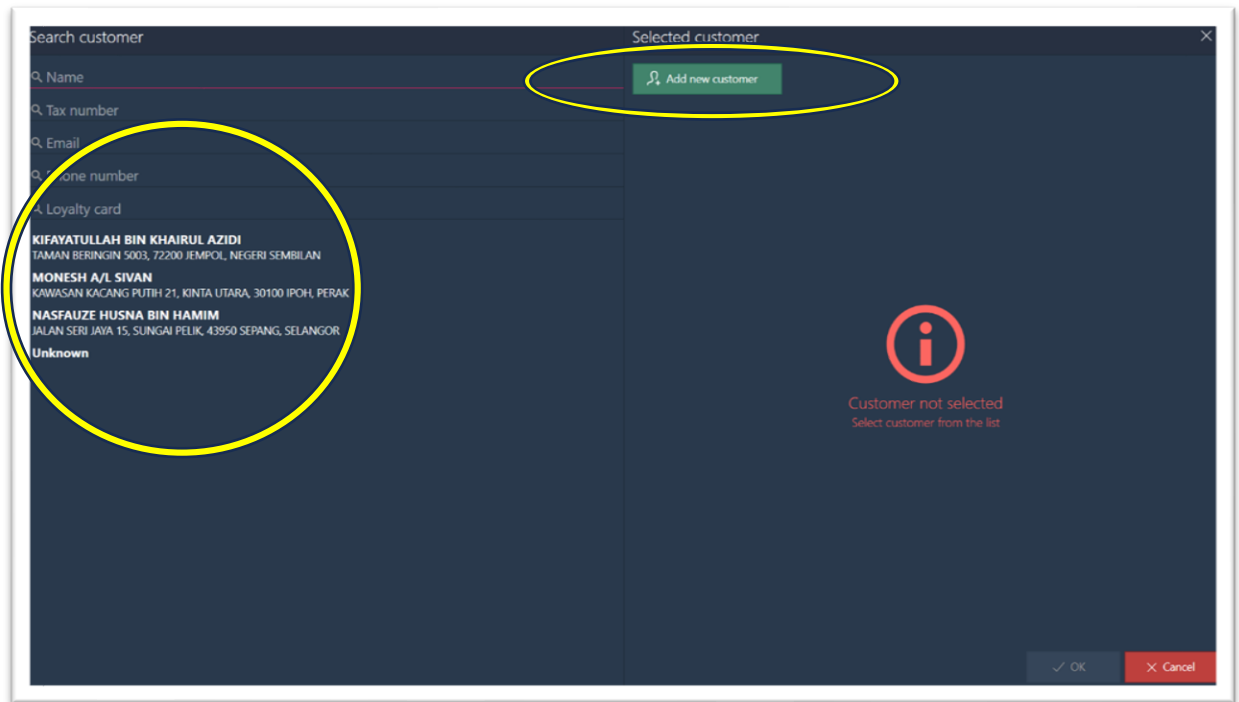 Search customer
Name
Tax number
Email
Phone number
Loyalty card
KIFAYATULLAH BIN KHAIRUL AZIDI
TAMAN BERINGIN 5003, 72200 JEMPOL, NEGERI SEMBILAN
MONESH A/L SIVAN
KAWASAN KACANG PUTIH 21, KINTA UTARA, 30100 IPOH, PERAK
NASFAUZE HUSNA BIN HAMIM
JALAN SERI JAYA 15, SUNGAI PELIK, 43950 SEPANG, SELANGOR
Unknown
Selected customer
Add new customer
Customer not selected
Select customer from the list
OK
Cancel